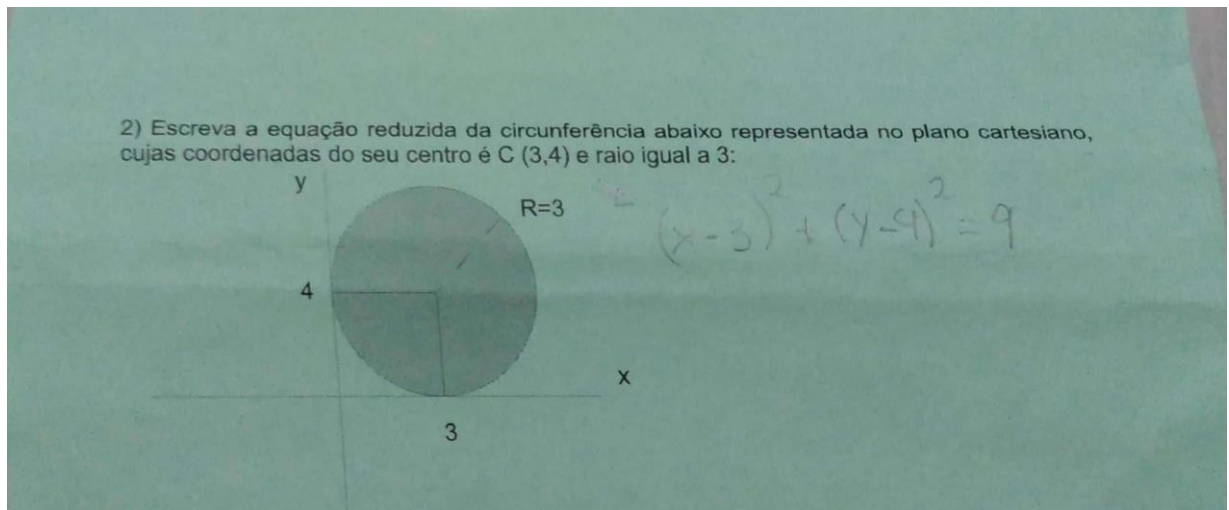 2) Escreva a equação reduzida da circunferência abaixo representada no plano cartesiano,
cujas coordenadas do seu centro é C (3,4) e raio igual a 3:
y
R=3
(x-3)² + (y-4)² = 9
4
x
3